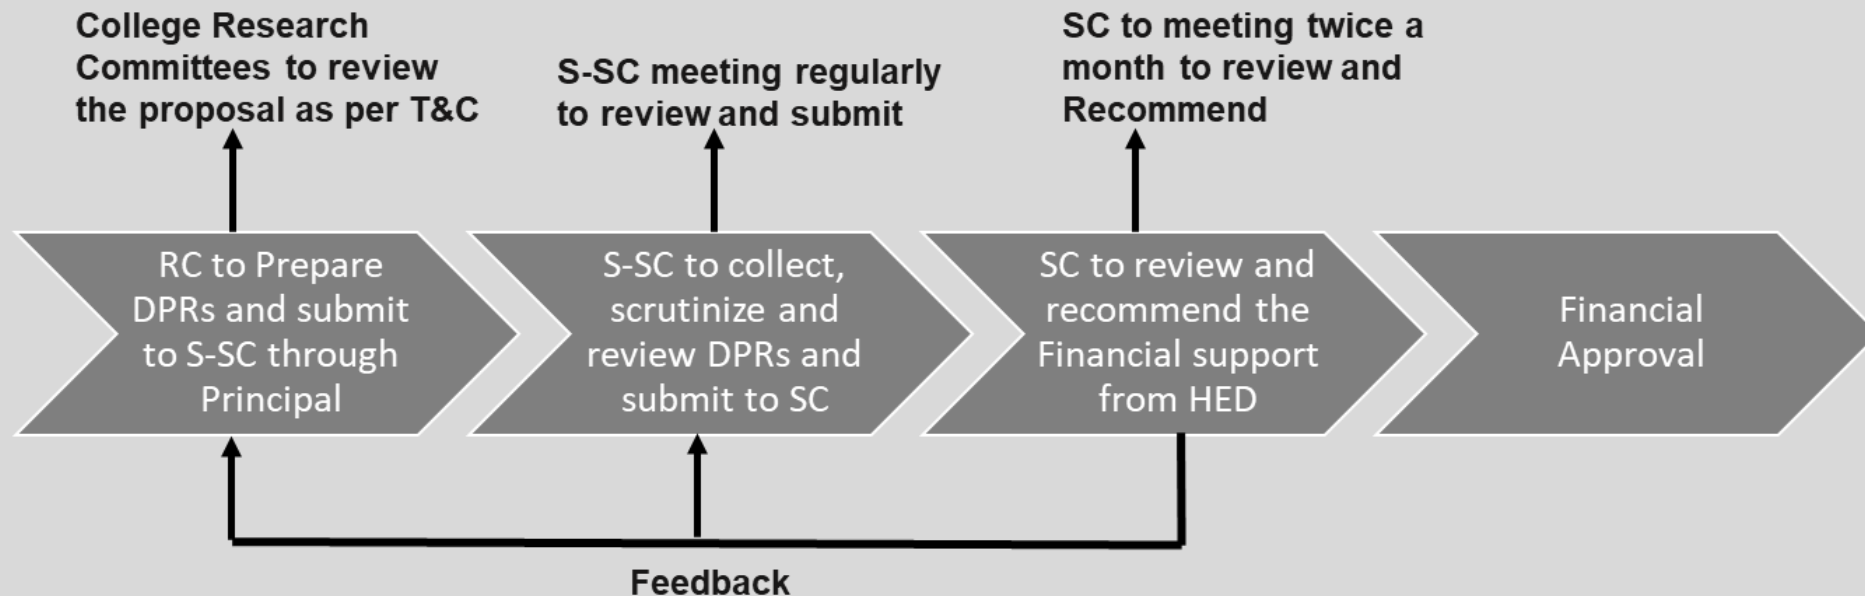 College Research
Committees to review
the proposal as per T&C
S-SC meeting regularly
to review and submit
SC to meeting twice a
month to review and
Recommend
RC to Prepare
DPRs and submit
to S-SC through
Principal
S-SC to collect,
scrutinize and
review DPRs and
submit to SC
SC to review and
recommend the
Financial support
from HED
Financial
Approval
Feedback